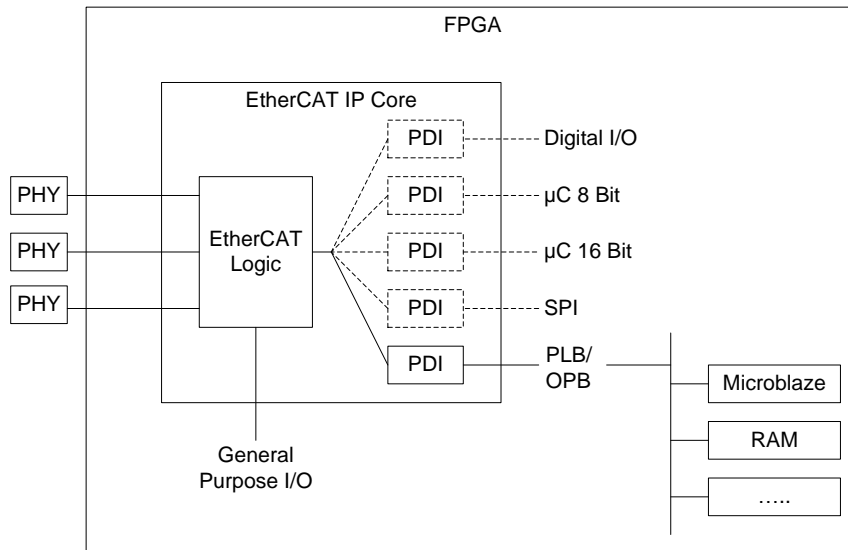 FPGA
EtherCAT IP Core
PDI
Digital I/O
PHY
PDI
µC 8 Bit
PHY
EtherCAT
Logic
PDI
µC 16 Bit
PHY
PDI
SPI
PDI
PLB/
OPB
Microblaze
General
Purpose I/O
RAM
.....